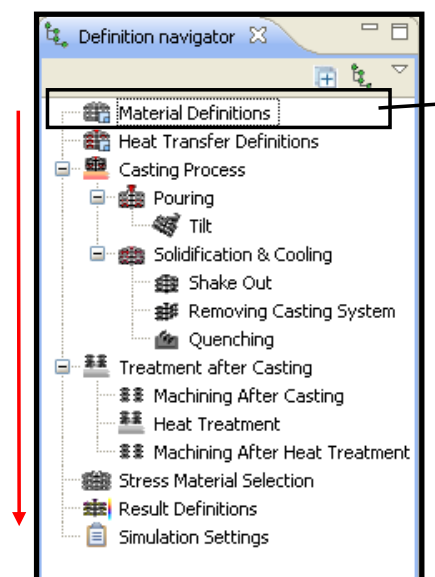 Definition navigator
Material Definitions
Heat Transfer Definitions
Casting Process
Pouring
Tilt
Solidification & Cooling
Shake Out
Removing Casting System
Quenching
Treatment after Casting
Machining After Casting
Heat Treatment
Machining After Heat Treatment
Stress Material Selection
Result Definitions
Simulation Settings